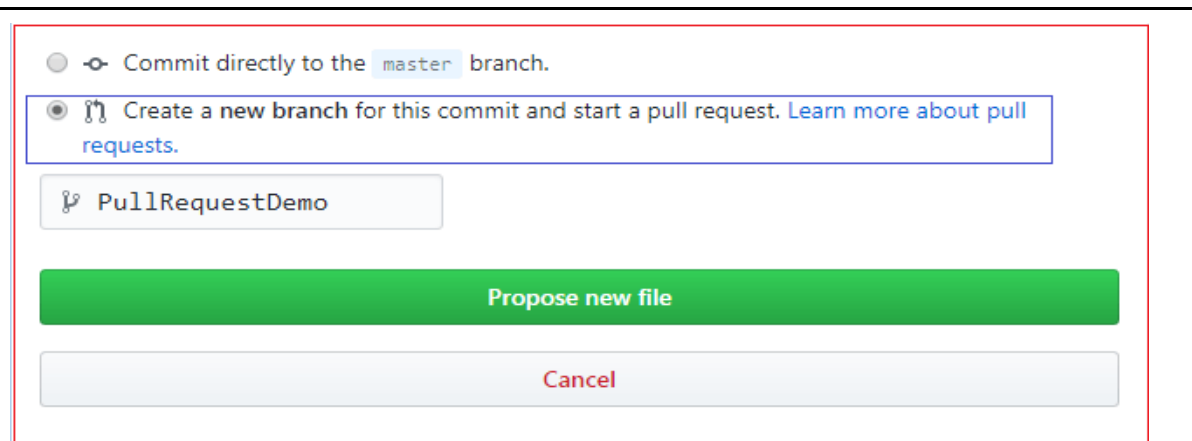 Commit directly to the master branch.
Create a new branch for this commit and start a pull request. Learn more about pull
requests.
PullRequestDemo
Propose new file
Cancel